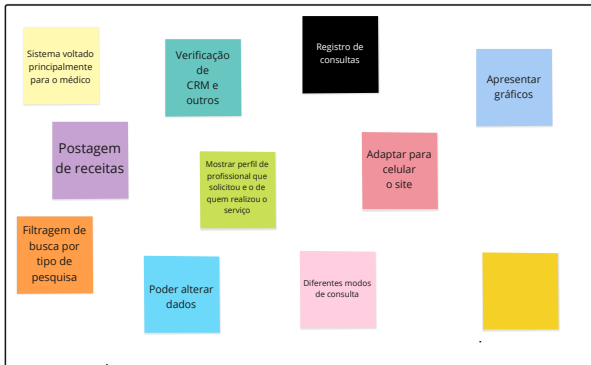 Sistema voltado
principalmente
para o médico
Verificação
de
CRM e
outros
Registro de
consultas
Apresentar
gráficos
Postagem
de receitas
Mostrar perfil de
profissional que
solicitou e o de
quem realizou o
serviço
Adaptar para
celular
o site
Filtragem de
busca por
tipo de
pesquisa
Poder alterar
dados
Diferentes modos
de consulta